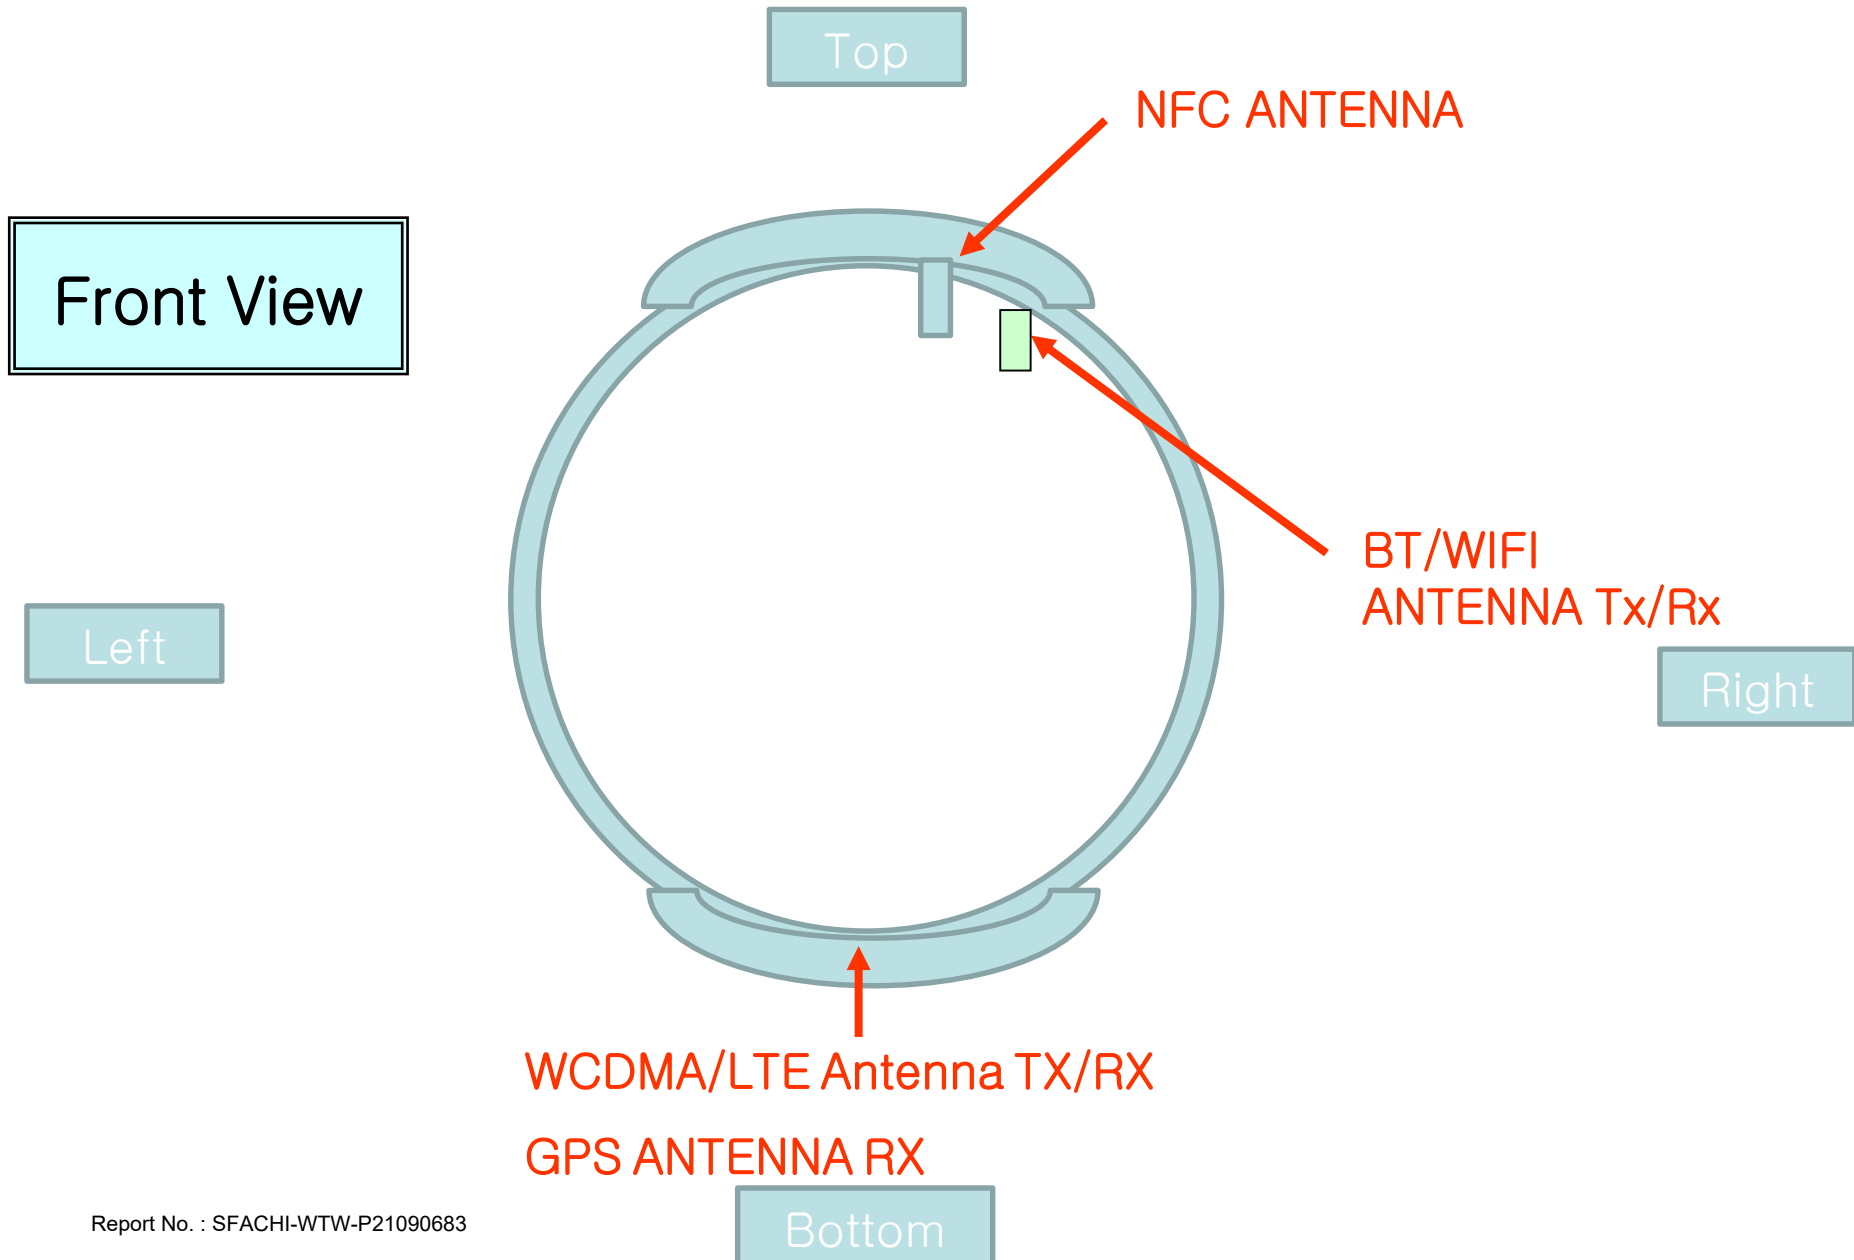 Top
NFC ANTENNA
Front View
BT/WIFI
ANTENNA Tx/Rx
Left
Right
WCDMA/LTE Antenna TX/RX
GPS ANTENNA RX
Report No. : SFACHI-WTW-P21090683
Bottom